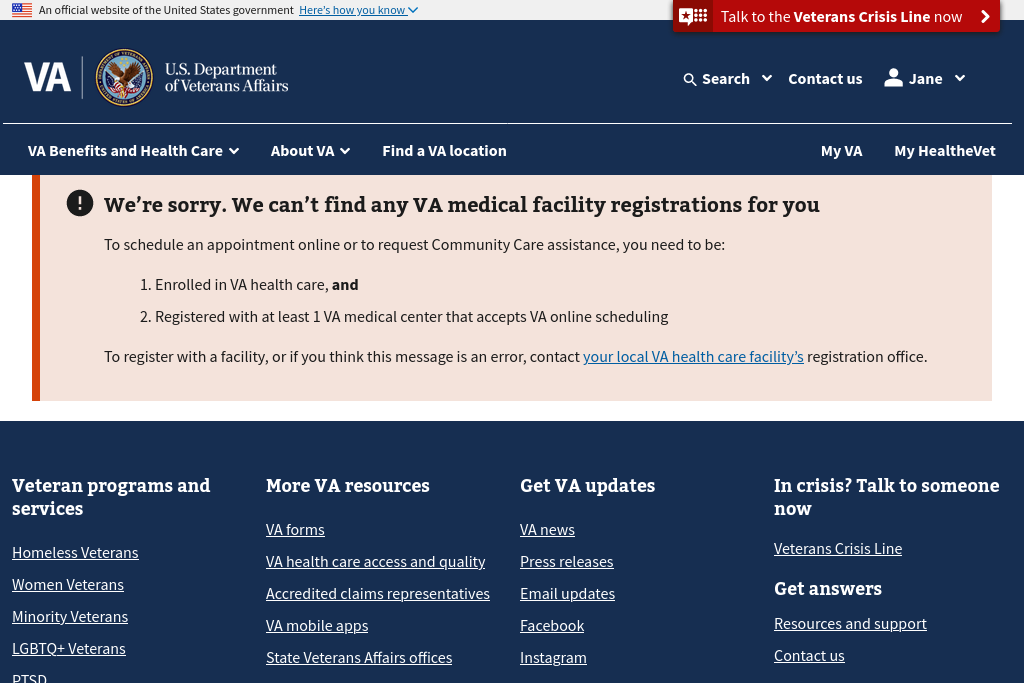 An official website of the United States government Here's how you know
Talk to the Veterans Crisis Line now
VA
U.S. Department
of Veterans Affairs
Search
Contact us
Jane
VA Benefits and Health Care
About VA
Find a VA location
My VA
My HealtheVet
We’re sorry. We can’t find any VA medical facility registrations for you
To schedule an appointment online or to request Community Care assistance, you need to be:
1. Enrolled in VA health care, and
2. Registered with at least 1 VA medical center that accepts VA online scheduling
To register with a facility, or if you think this message is an error, contact your local VA health care facility’s registration office.
Veteran programs and
services
Homeless Veterans
Women Veterans
Minority Veterans
LGBTQ+ Veterans
PTSD
More VA resources
VA forms
VA health care access and quality
Accredited claims representatives
VA mobile apps
State Veterans Affairs offices
Get VA updates
VA news
Press releases
Email updates
Facebook
Instagram
In crisis? Talk to someone
now
Veterans Crisis Line
Get answers
Resources and support
Contact us